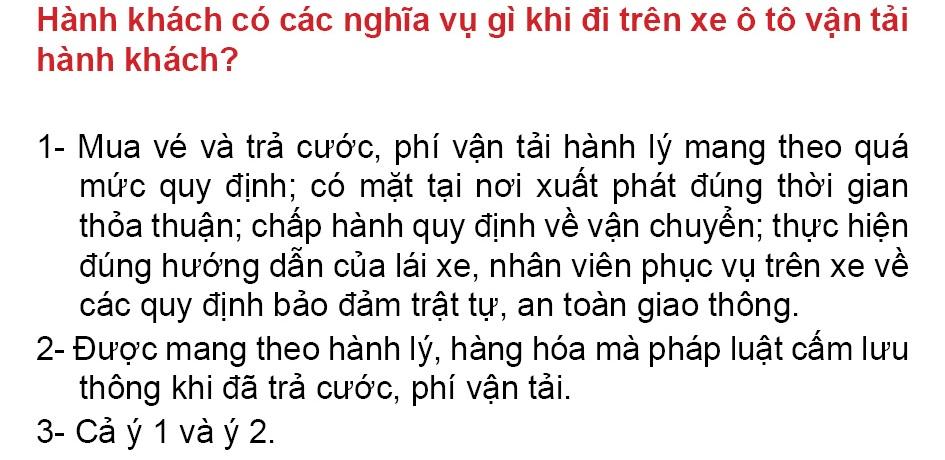 Hành khách có các nghĩa vụ gì khi đi trên xe ô tô vận tải
hành khách?
1- Mua vé và trả cước, phí vận tải hành lý mang theo quá
mức quy định; có mặt tại nơi xuất phát đúng thời gian
thỏa thuận; chấp hành quy định về vận chuyển; thực hiện
đúng hướng dẫn của lái xe, nhân viên phục vụ trên xe về
các quy định bảo đảm trật tự, an toàn giao thông.
2- Được mang theo hành lý, hàng hóa mà pháp luật cấm lưu
thông khi đã trả cước, phí vận tải.
3- Cả ý 1 và ý 2.